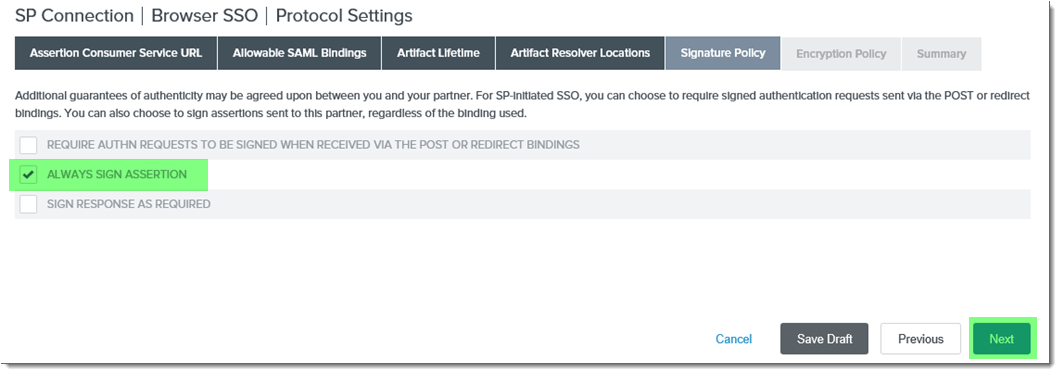 SP Connection | Browser SSO | Protocol Settings
Assertion Consumer Service URL Allowable SAML Bindings Artifact Lifetime Artifact Resolver Locations Signature Policy Encryption Policy Summary
Additional guarantees of authenticity may be agreed upon between you and your partner. For SP-initiated SSO, you can choose to require signed authentication requests sent via the POST or redirect
bindings. You can also choose to sign assertions sent to this partner, regardless of the binding used.
REQUIRE AUTHN REQUESTS TO BE SIGNED WHEN RECEIVED VIA THE POST OR REDIRECT BINDINGS
ALWAYS SIGN ASSERTION
SIGN RESPONSE AS REQUIRED
Cancel Save Draft Previous Next